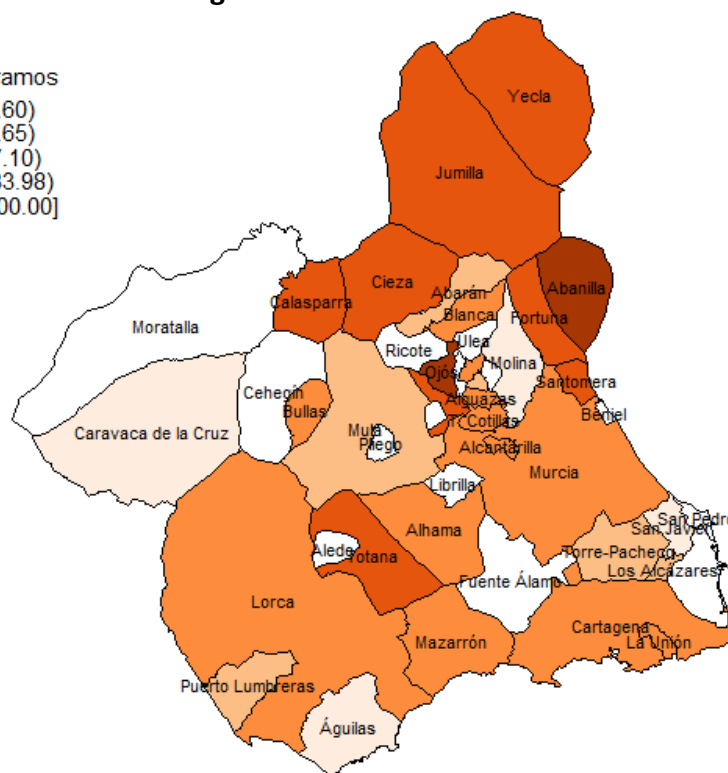 g
ramos
.60)
.65)
7.10)
33.98)
00.00]
Yecla
Jumilla
Cieza
Abanilla
Calasparra
Abarán
Blanca
Fortuna
Moratalla
Ulea
Ricote
Molina
Ojós
Santomera
Cehegín
Bullas
Alguazas
Beniel
T. Cotillas
Caravaca de la Cruz
Mula
Pliego
Alcantarilla
Murcia
Librilla
San Pedro
San Javier
Alhama
Aledo
Totana
Torre-Pacheco
Los Alcázares
Fuente Álamo
Lorca
Cartagena
La Unión
Mazarrón
Puerto Lumbreras
Águilas